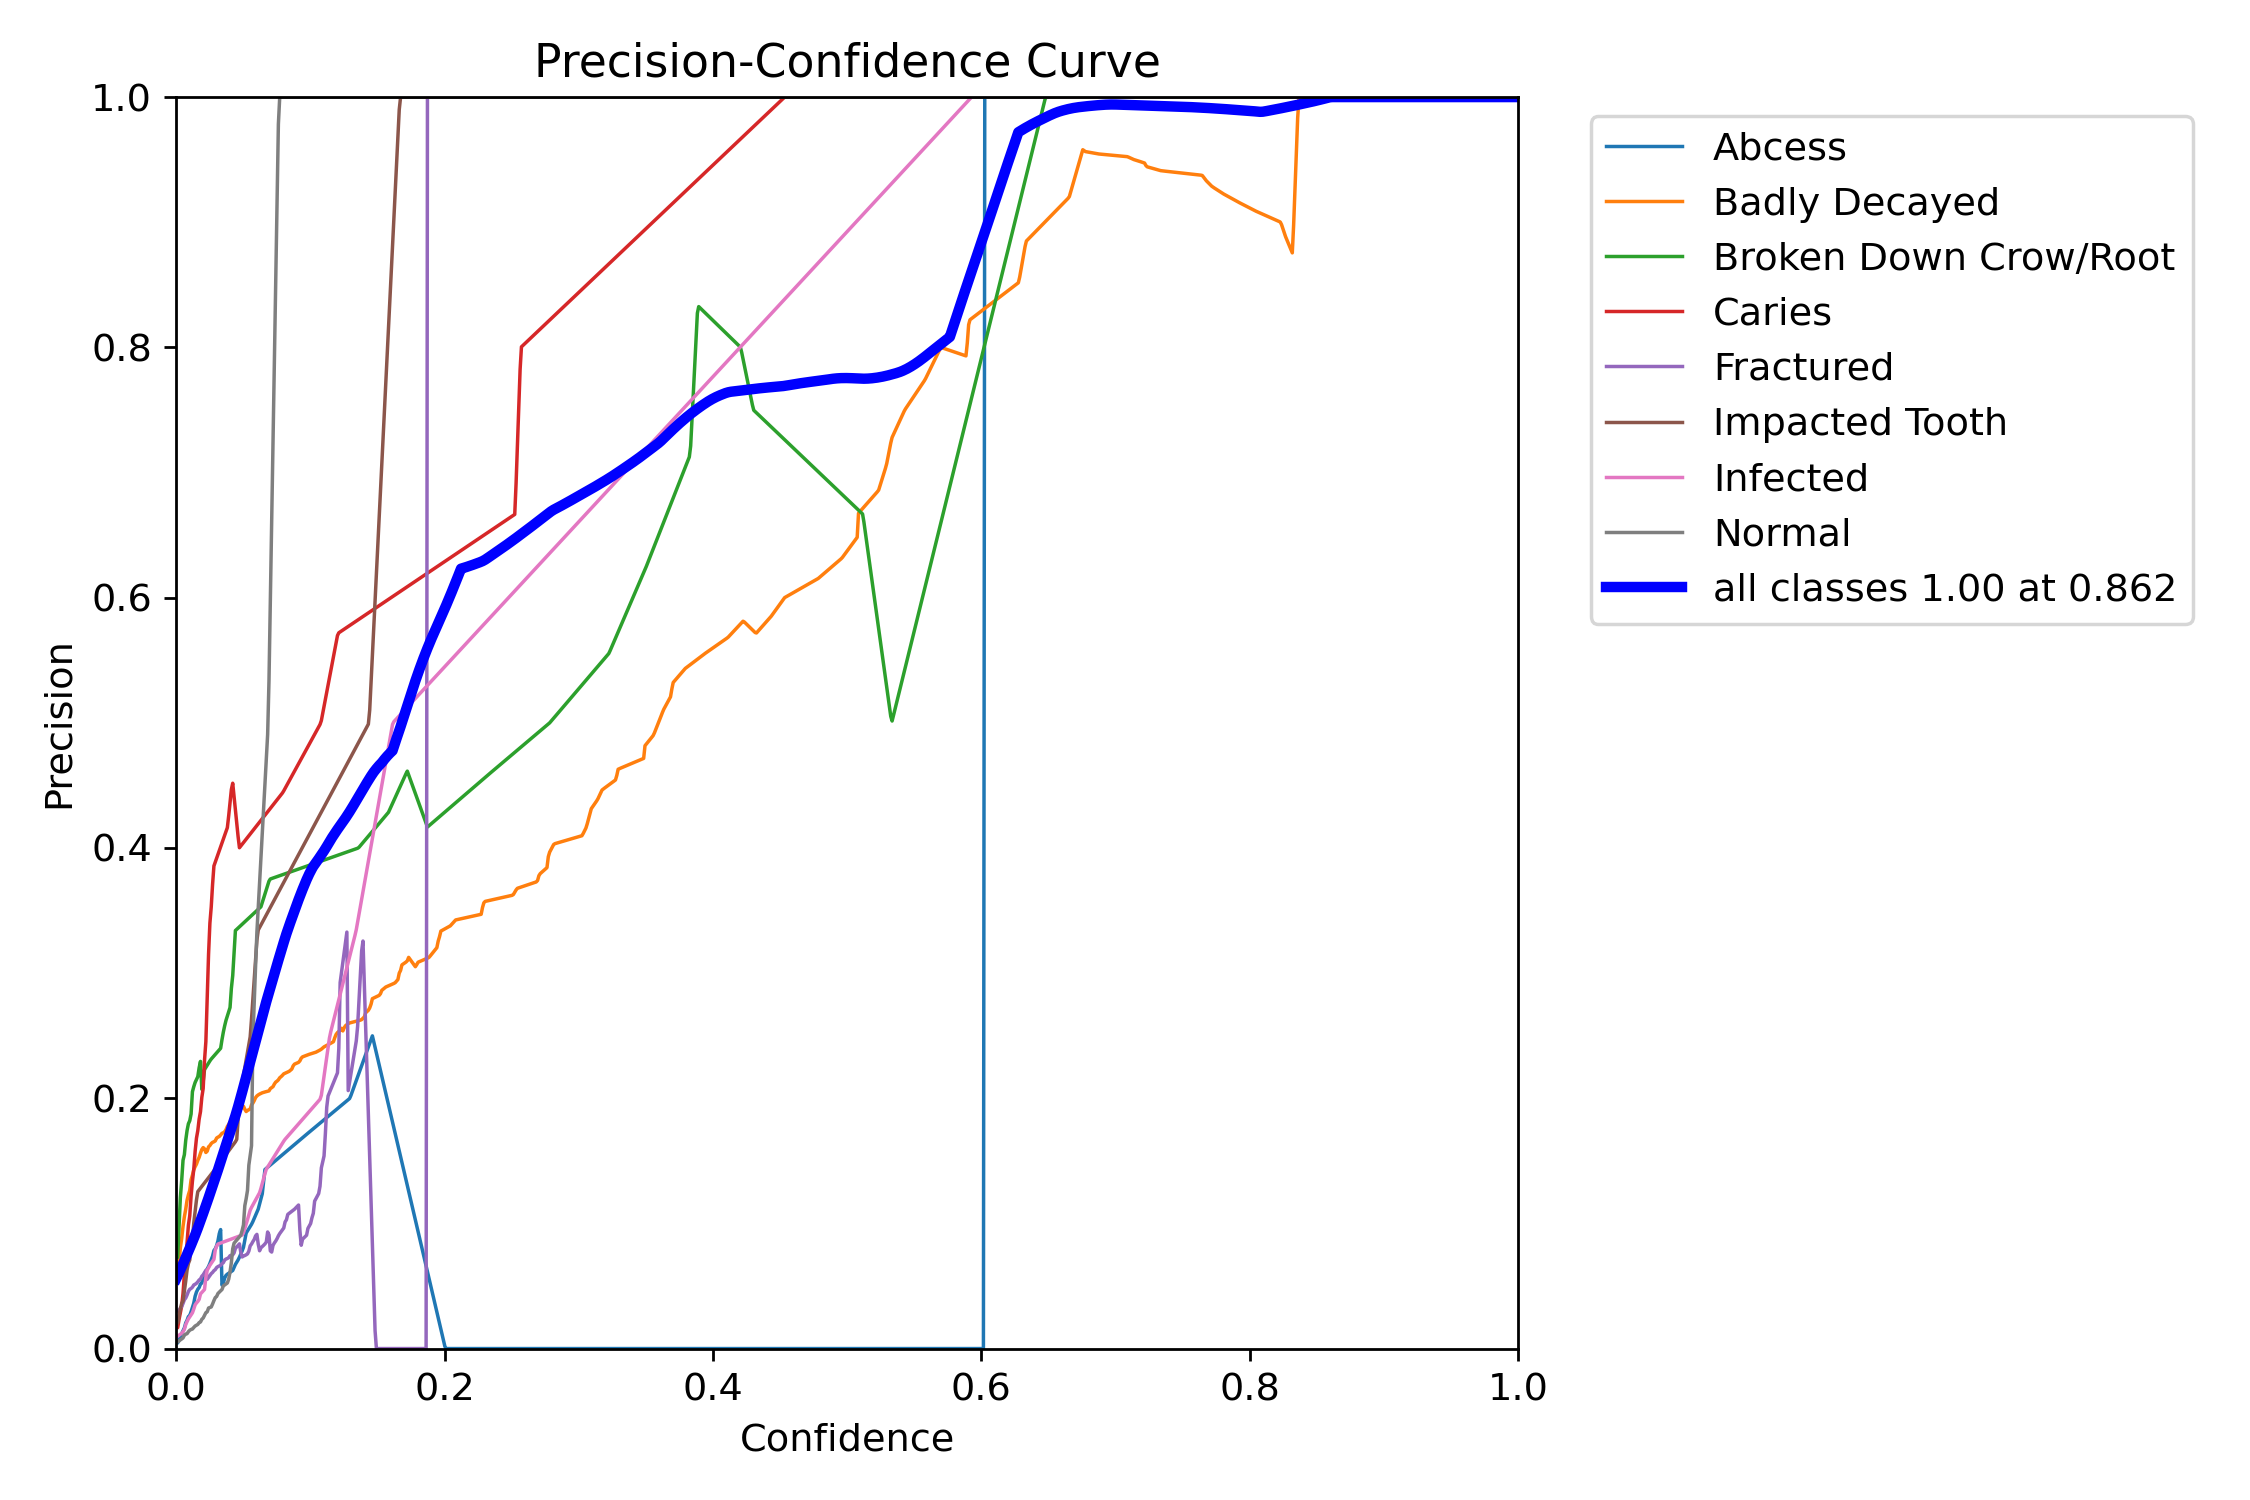 Precision-Confidence Curve
1.0
0.8
0.6
0.4
0.2
0.0
Precision
0.0 0.2 0.4 0.6 0.8 1.0
Confidence
Abcess
Badly Decayed
Broken Down Crow/Root
Caries
Fractured
Impacted Tooth
Infected
Normal
all classes 1.00 at 0.862